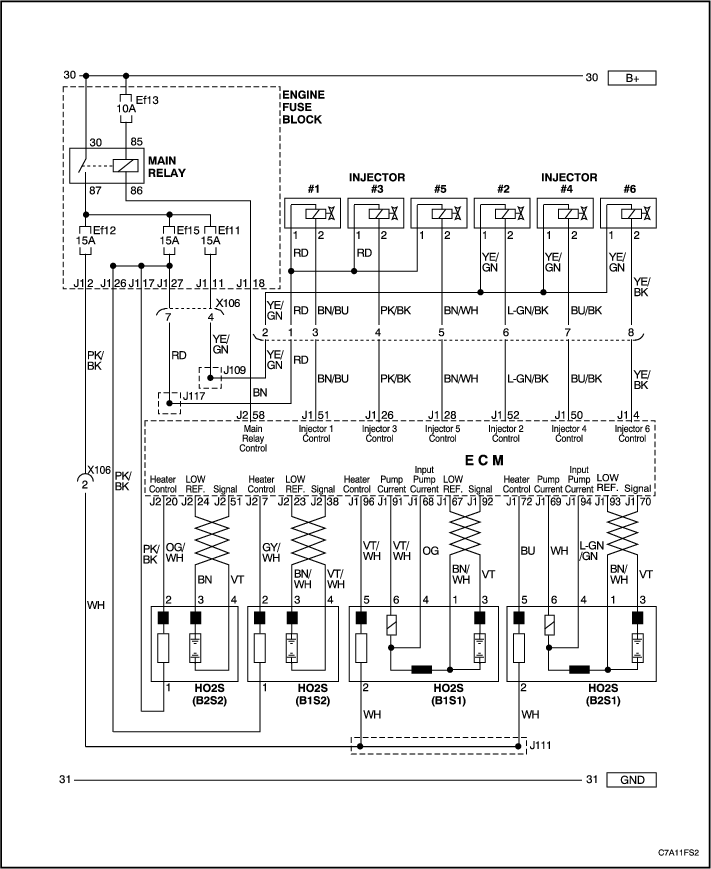 30 30 B+
ENGINE
FUSE
BLOCK
Ef13
10A
30 85
MAIN
RELAY
87 86
Ef12 Ef15 Ef11
15A 15A 15A
INJECTOR INJECTOR
#1 #3 #5 #2 #4 #6
1 2 1 2 1 2 1 2 1 2 1 2
RD RD YE/GN YE/GN YE/BK
J1 2 J1 26 J1 17 J1 27 J1 11 J1 18
X106
7 4
YE/GN RD BN/BU PK/BK BN/WH L-GN/BK BU/BK
2 1 3 4 5 6 7 8
PK/BK RD YE/GN YE/GN RD
J109
J117
BN BN/BU PK/BK BN/WH L-GN/BK BU/BK YE/BK
J2 58 J1 51 J1 26 J1 28 J1 52 J1 50 J1 4
Main
Relay
Control
Injector 1
Control
Injector 3
Control
Injector 5
Control
Injector 2
Control
Injector 4
Control
Injector 6
Control
ECM
X106
2
PK/BK
Heater
Control
LOW
REF.
Signal
Heater
Control
LOW
REF.
Signal
Heater
Control
Pump
Current
Input
Pump
Current
LOW
REF.
Signal
Heater
Control
Pump
Current
Input
Pump
Current
LOW
REF.
Signal
J2 20 J2 24 J2 51 J2 7 J2 23 J2 38 J1 96 J1 91 J1 68 J1 67 J1 92 J1 72 J1 69 J1 94 J1 93 J1 70
PK/BK OG/WH GY/WH VT/WH VT/WH OG BU WH L-GN/GN
BN VT BN/WH VT/WH BN/WH VT BN/WH VT
WH
2 3 4 2 3 4 5 6 4 1 3 5 6 4 1 3
1 1 2 2
HO2S
(B2S2)
HO2S
(B1S2)
HO2S
(B1S1)
HO2S
(B2S1)
WH WH
J111
31 31 GND
C7A11FS2